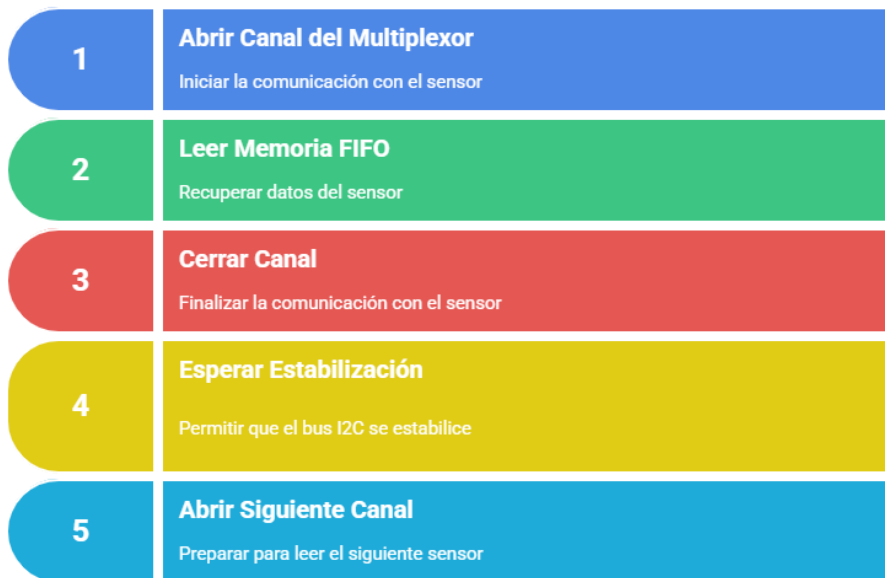 1
Abrir Canal del Multiplexor
Iniciar la comunicación con el sensor
2
Leer Memoria FIFO
Recuperar datos del sensor
3
Cerrar Canal
Finalizar la comunicación con el sensor
4
Esperar Estabilización
Permitir que el bus I2C se estabilice
5
Abrir Siguiente Canal
Preparar para leer el siguiente sensor